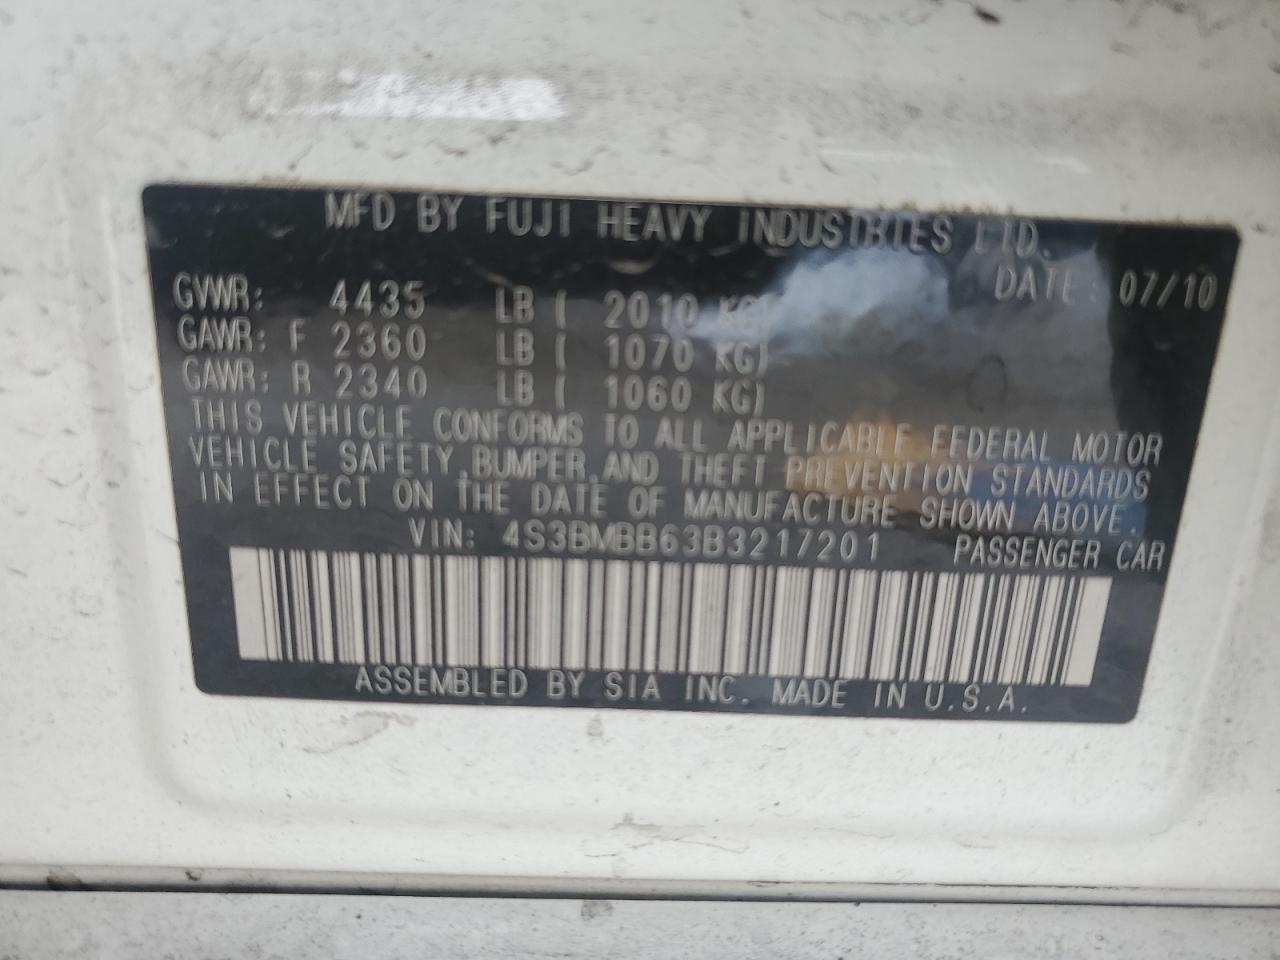 MFD BY FUJI HEAVY INDUSTRIES LTD.
DATE: 07/10
GVWR: 4435 LB ( 2010 KG)
GAWR: F 2360 LB ( 1070 KG)
GAWR: R 2340 LB ( 1060 KG)
THIS VEHICLE CONFORMS TO ALL APPLICABLE FEDERAL MOTOR
VEHICLE SAFETY,BUMPER,AND THEFT PREVENTION STANDARDS
IN EFFECT ON THE DATE OF MANUFACTURE SHOWN ABOVE.
VIN: 4S3BMBB63B3217201 PASSENGER CAR
ASSEMBLED BY SIA INC. MADE IN U.S.A.